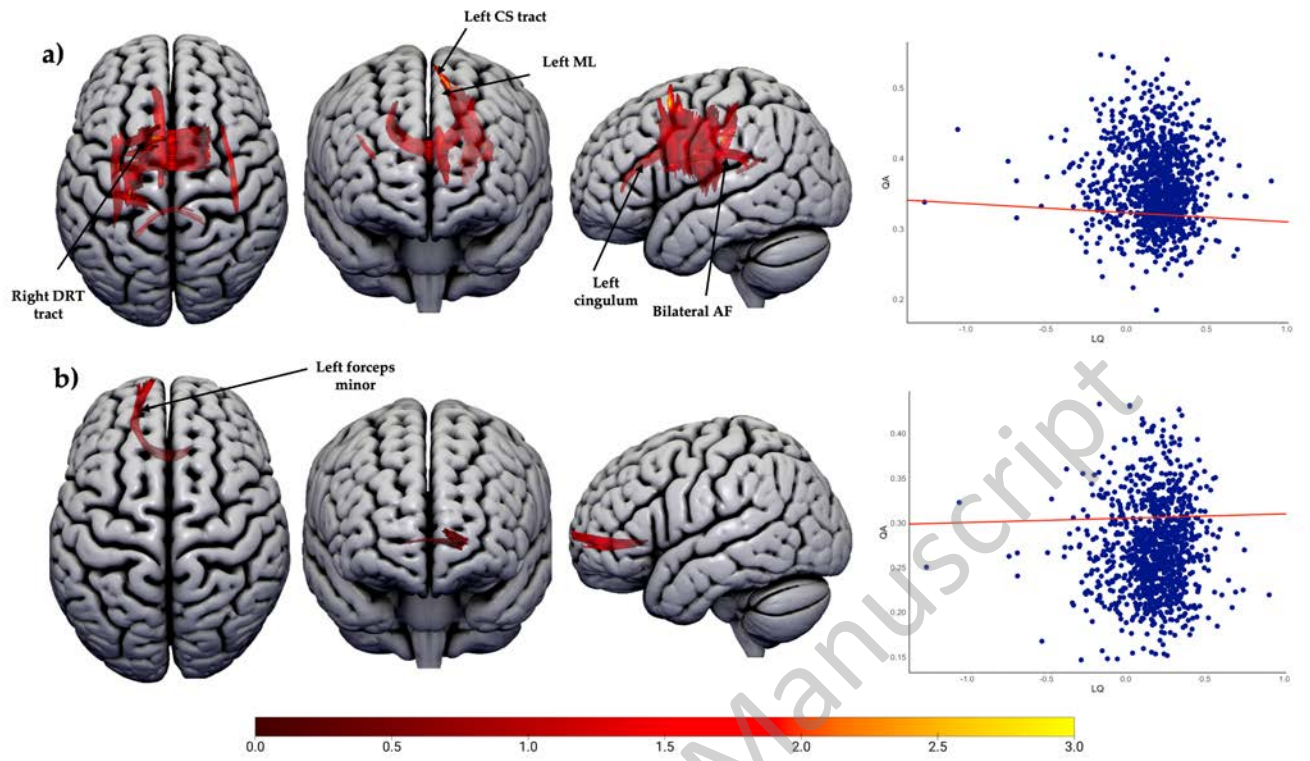 a)
Left CS tract
Left ML
Right DRT
tract
Left
cingulum
Bilateral AF
QA
0.5
0.4
0.3
0.2
-1.0
-0.5
0.0
0.5
1.0
LQ
b)
Left forceps
minor
QA
0.40
0.35
0.30
0.25
0.20
0.15
-1.0
-0.5
0.0
0.5
1.0
LQ
0.0
0.5
1.0
1.5
2.0
2.5
3.0
Manuscript